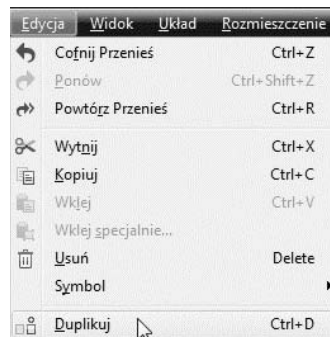 Edycja Widok Układ Rozmieszczenie
Cofnij Przenieś Ctrl+Z
Ponów Ctrl+Shift+Z
Powtórz Przenieś Ctrl+R
Wytnij Ctrl+X
Kopiuj Ctrl+C
Wklej Ctrl+V
Wklej specjalnie...
Usuń Delete
Symbol
Duplikuj Ctrl+D